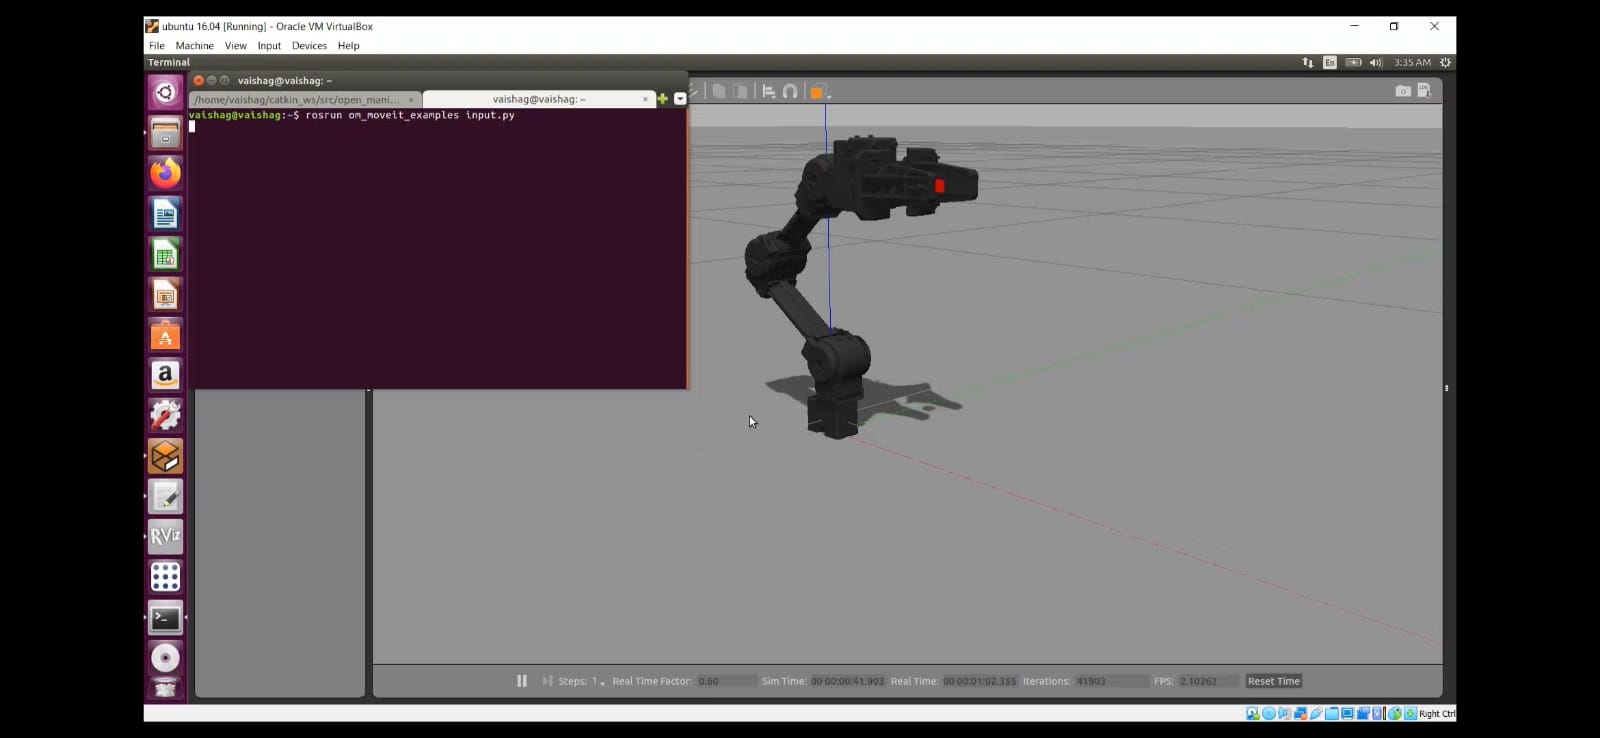 ubuntu 16.04 [Running] - Oracle VM VirtualBox
File Machine View Input Devices Help
Terminal
En
3:35 AM
vaishag@vaishag: ~
/home/vaishag/catkin_ws/src/open_mani...
vaishag@vaishag: ~
vaishag@vaishag:~$ rosrun om_moveit_examples input.py
RViz
Steps: 1
Real Time Factor: 0.60
Sim Time: 00 00:00:41.903
Real Time: 00 00:01:02.355
Iterations: 41903
FPS: 2.10262
Reset Time
Right Ctrl